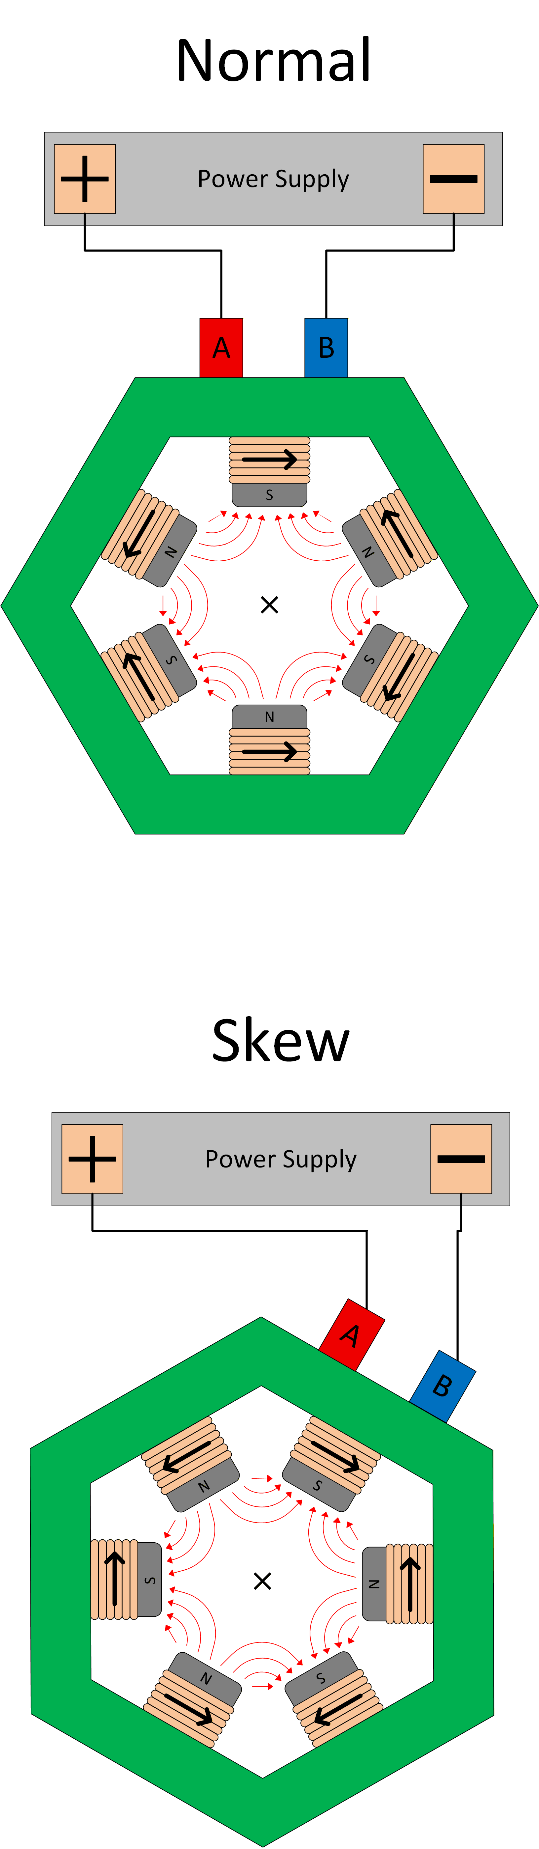 Normal
+ Power Supply −
A B
S
N N
S S
N
Skew
+ Power Supply −
A
B
N S
S N
N S